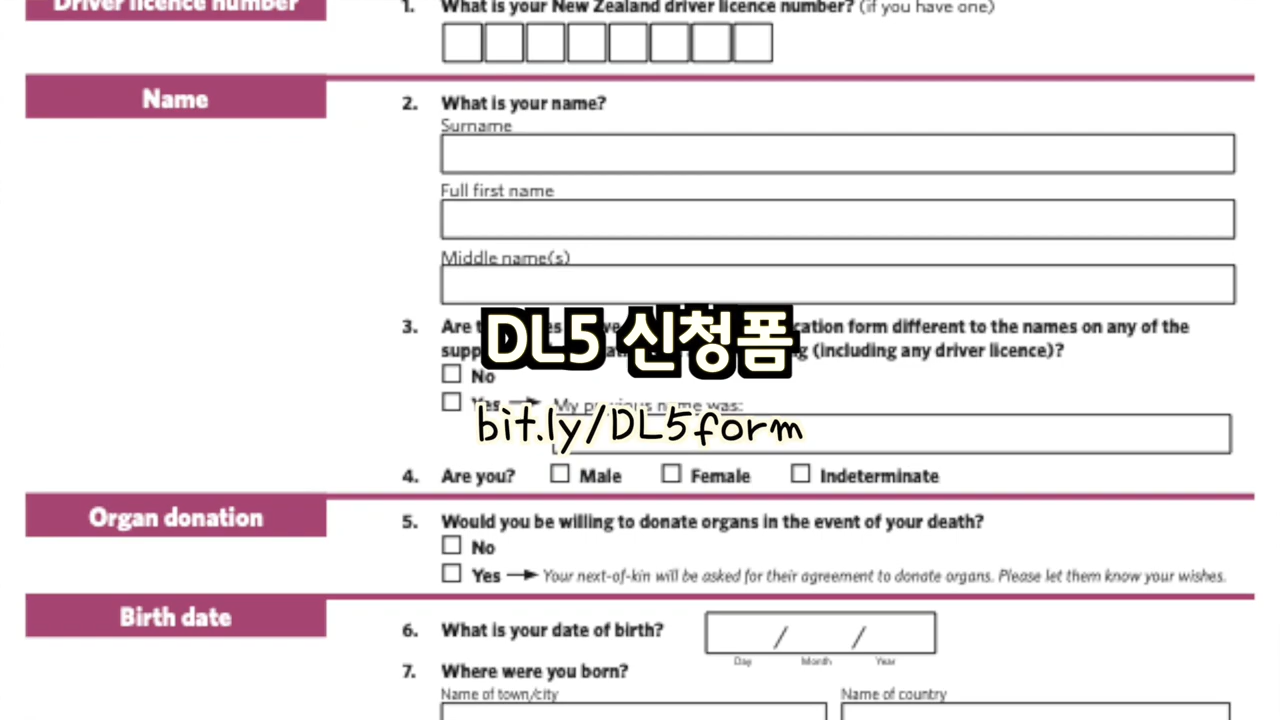 Driver licence number
1. What is your New Zealand driver licence number? (if you have one)
Name
2. What is your name?
Surname
Full first name
Middle name(s)
3. Are cation form different to the names on any of the
(including any driver licence)?
DL5 신청폼
No
Yes My previous name was:
bit.ly/DL5form
4. Are you? Male Female Indeterminate
Organ donation
5. Would you be willing to donate organs in the event of your death?
No
Yes Your next-of-kin will be asked for their agreement to donate organs. Please let them know your wishes.
Birth date
6. What is your date of birth? / /
Day Month Year
7. Where were you born?
Name of town/city Name of country